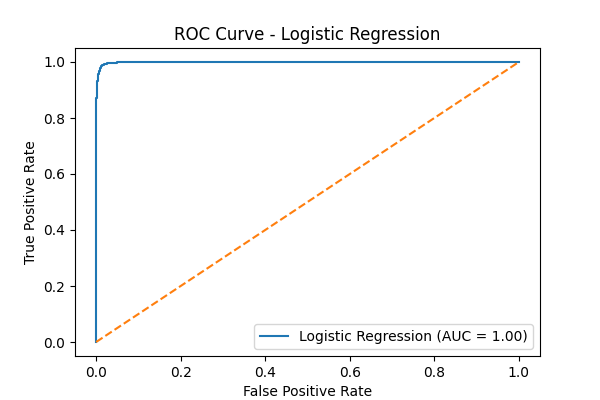 ROC Curve - Logistic Regression
True Positive Rate
1.0
0.8
0.6
0.4
0.2
0.0
Logistic Regression (AUC = 1.00)
0.0 0.2 0.4 0.6 0.8 1.0
False Positive Rate